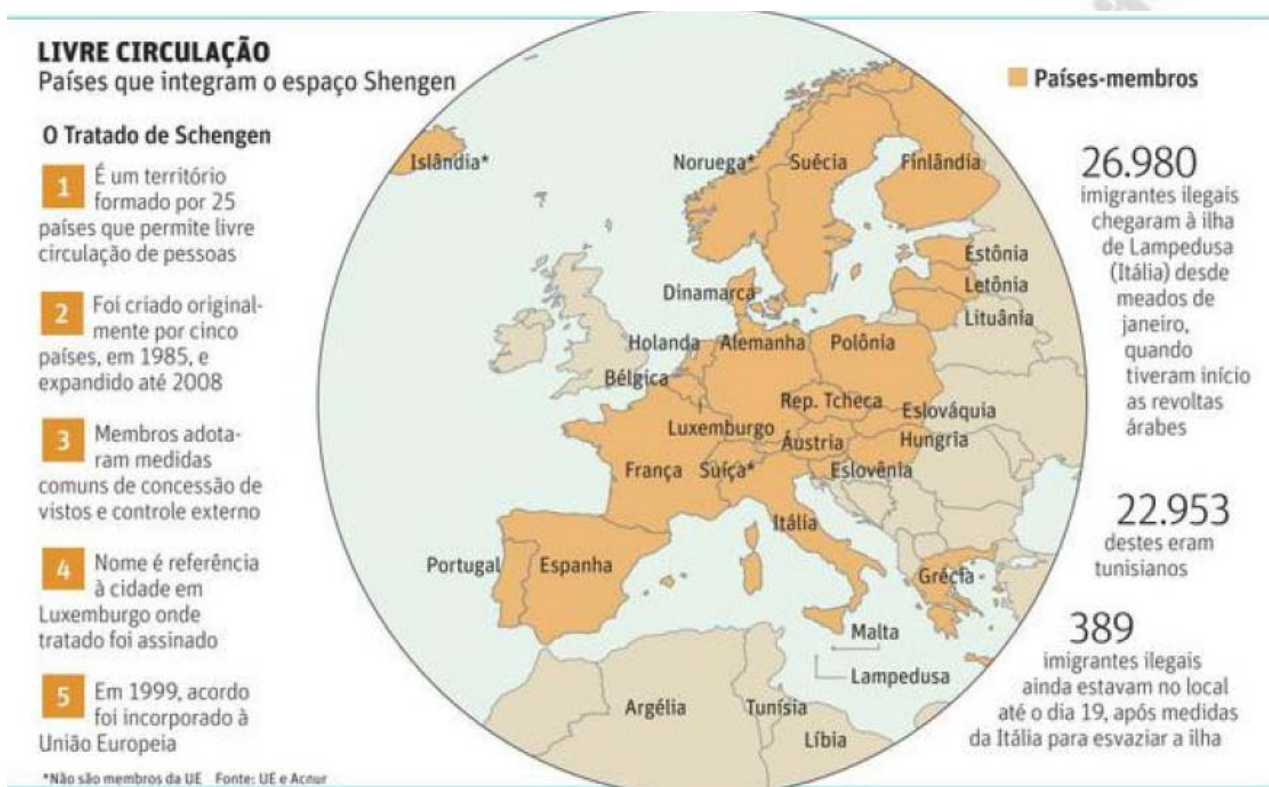 LIVRE CIRCULAÇÃO
Países que integram o espaço Shengen
O Tratado de Schengen
1
É um território
formado por 25
países que permite livre
circulação de pessoas
2
Foi criado original-
mente por cinco
países, em 1985, e
expandido até 2008
3
Membros adota-
ram medidas
comuns de concessão de
vistos e controle externo
4
Nome é referência
à cidade em
Luxemburgo onde
tratado foi assinado
5
Em 1999, acordo
foi incorporado à
União Europeia
*Não são membros da UE Fonte: UE e Acnur
Islândia*
Noruega*
Suécia
Finlândia
Estônia
Letônia
Lituânia
Dinamarca
Holanda
Alemanha
Polônia
Bélgica
Rep. Tcheca
Eslováquia
Luxemburgo
Áustria
Hungria
França
Suíça*
Eslovênia
Itália
Portugal
Espanha
Grécia
Malta
Lampedusa
Argélia
Tunísia
Líbia
Países-membros
26.980
imigrantes ilegais
chegaram à ilha
de Lampedusa
(Itália) desde
meados de
janeiro,
quando
tiveram início
as revoltas
árabes
22.953
destes eram
tunisianos
389
imigrantes ilegais
ainda estavam no local
até o dia 19, após medidas
da Itália para esvaziar a ilha